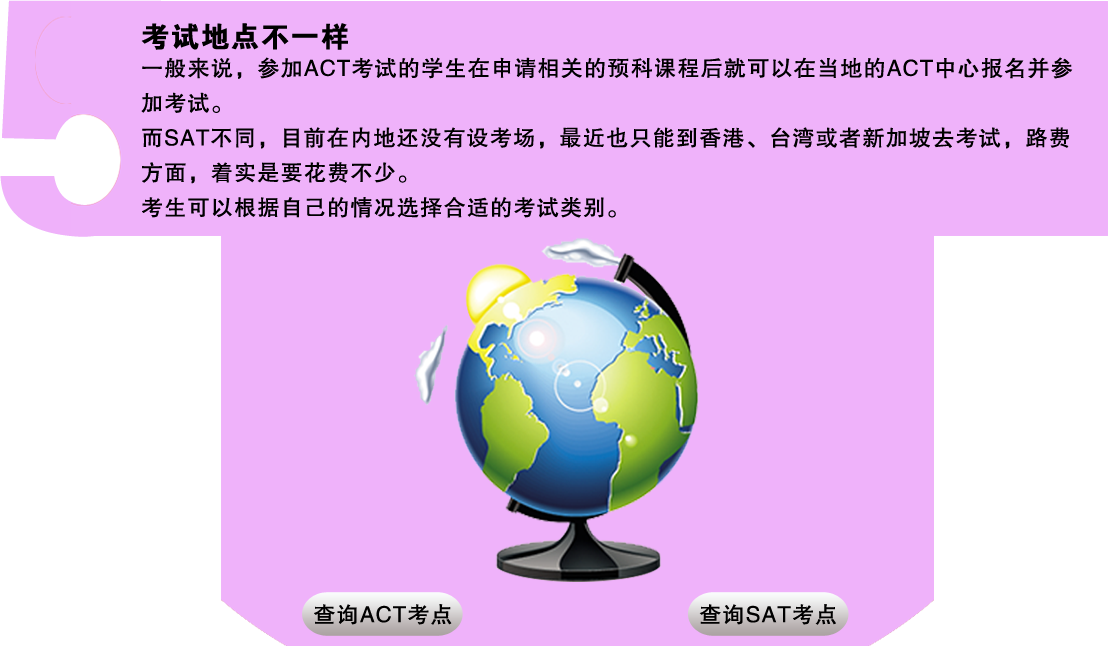 考试地点不一样
一般来说，参加ACT考试的学生在申请相关的预科课程后就可以在当地的ACT中心报名并参
加考试。
而SAT不同，目前在内地还没有设考场，最近也只能到香港、台湾或者新加坡去考试，路费
方面，着实是要花费不少。
考生可以根据自己的情况选择合适的考试类别。
查询ACT考点
查询SAT考点